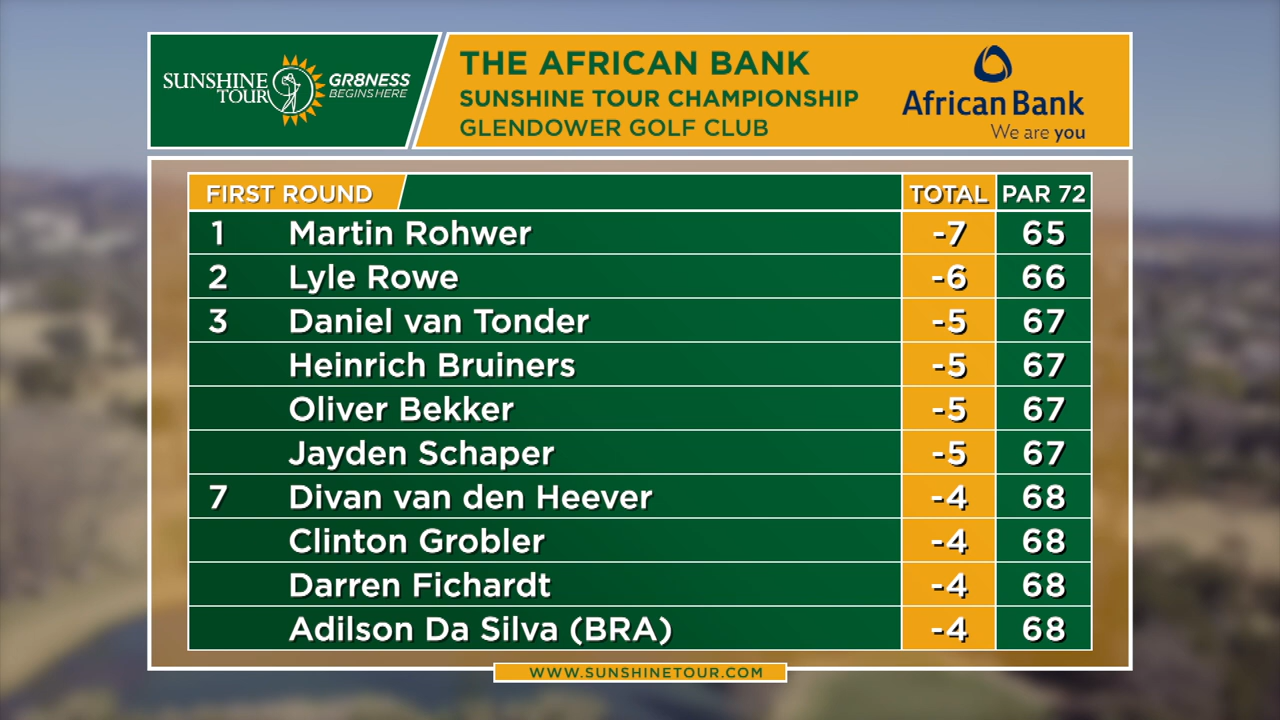 SUNSHINE TOUR
GR8NESS BEGINS HERE
THE AFRICAN BANK
SUNSHINE TOUR CHAMPIONSHIP
GLENDOWER GOLF CLUB
African Bank
We are you
FIRST ROUND TOTAL PAR 72
1 Martin Rohwer -7 65
2 Lyle Rowe -6 66
3 Daniel van Tonder -5 67
Heinrich Bruiners -5 67
Oliver Bekker -5 67
Jayden Schaper -5 67
7 Divan van den Heever -4 68
Clinton Grobler -4 68
Darren Fichardt -4 68
Adilson Da Silva (BRA) -4 68
WWW.SUNSHINETOUR.COM